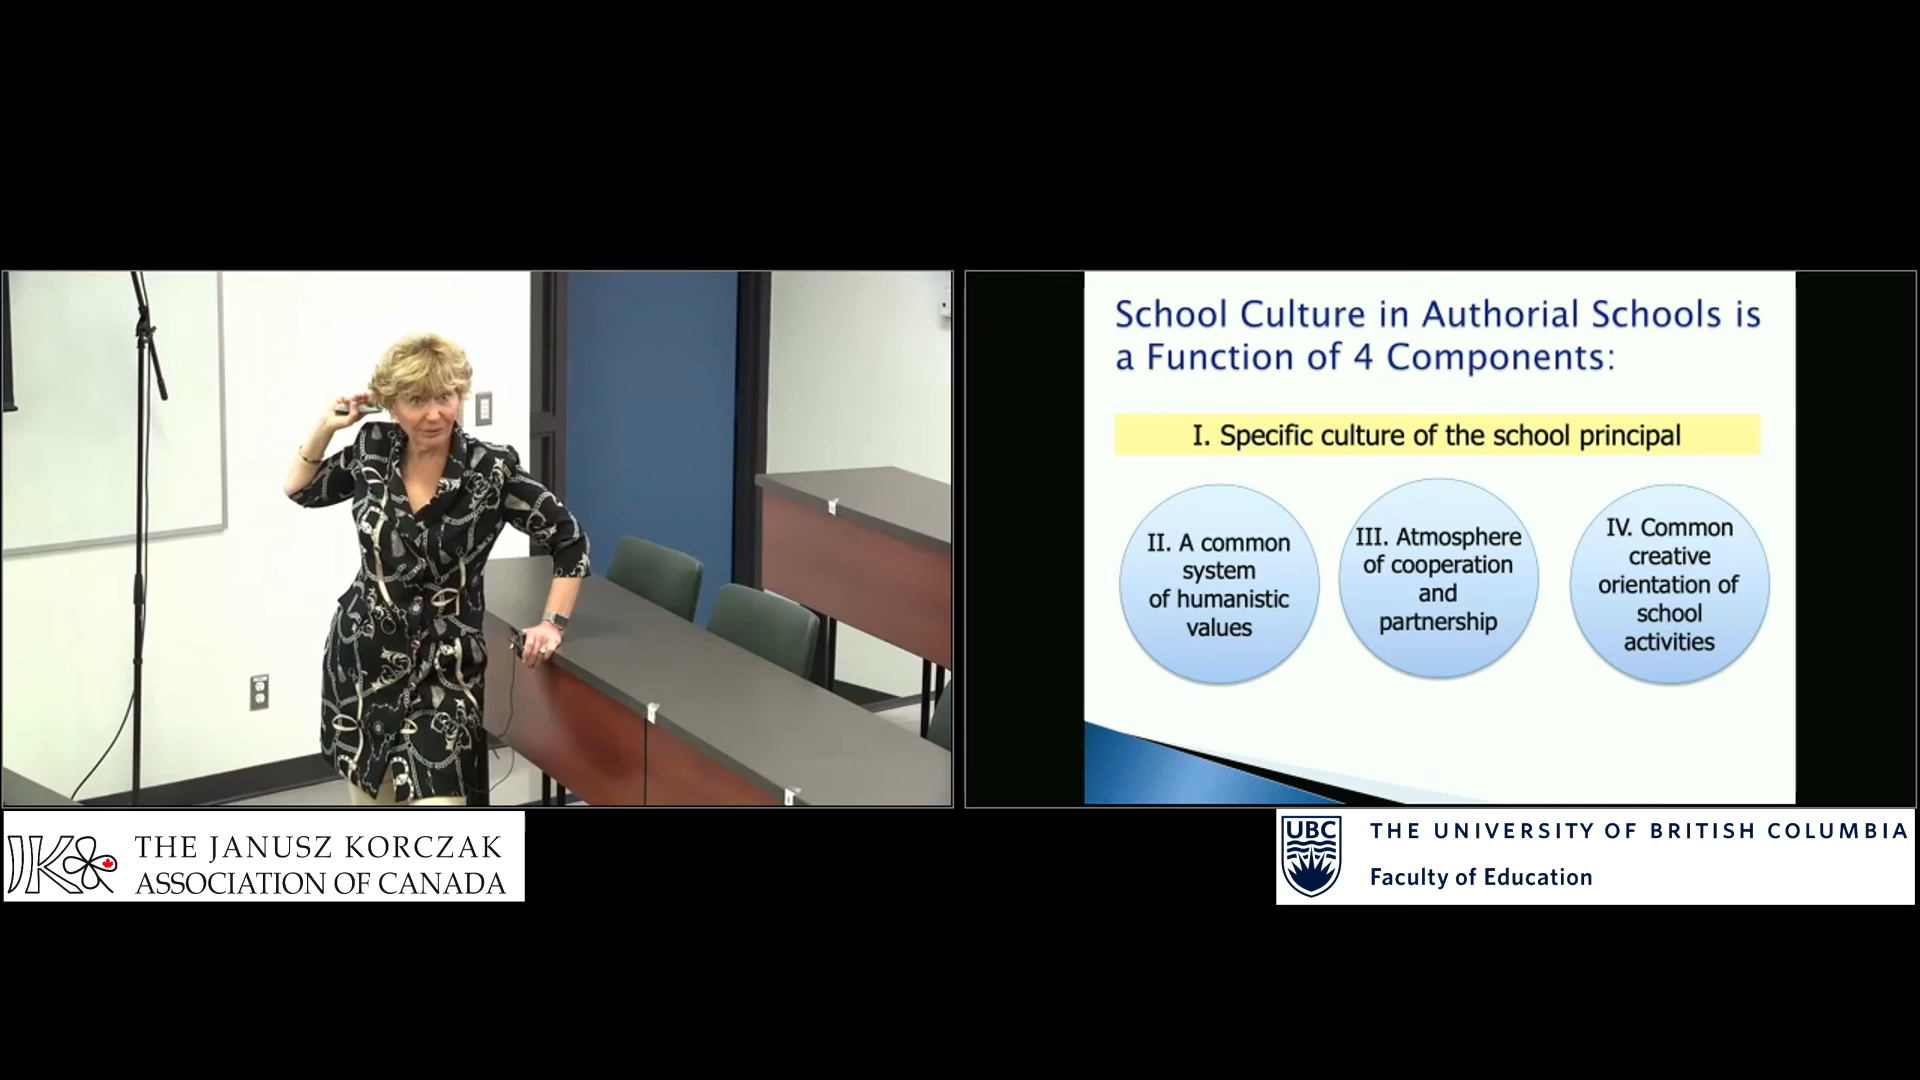 School Culture in Authorial Schools is
a Function of 4 Components:
I. Specific culture of the school principal
II. A common
system
of humanistic
values
III. Atmosphere
of cooperation
and
partnership
IV. Common
creative
orientation of
school
activities
JK
THE JANUSZ KORCZAK
ASSOCIATION OF CANADA
UBC
THE UNIVERSITY OF BRITISH COLUMBIA
Faculty of Education